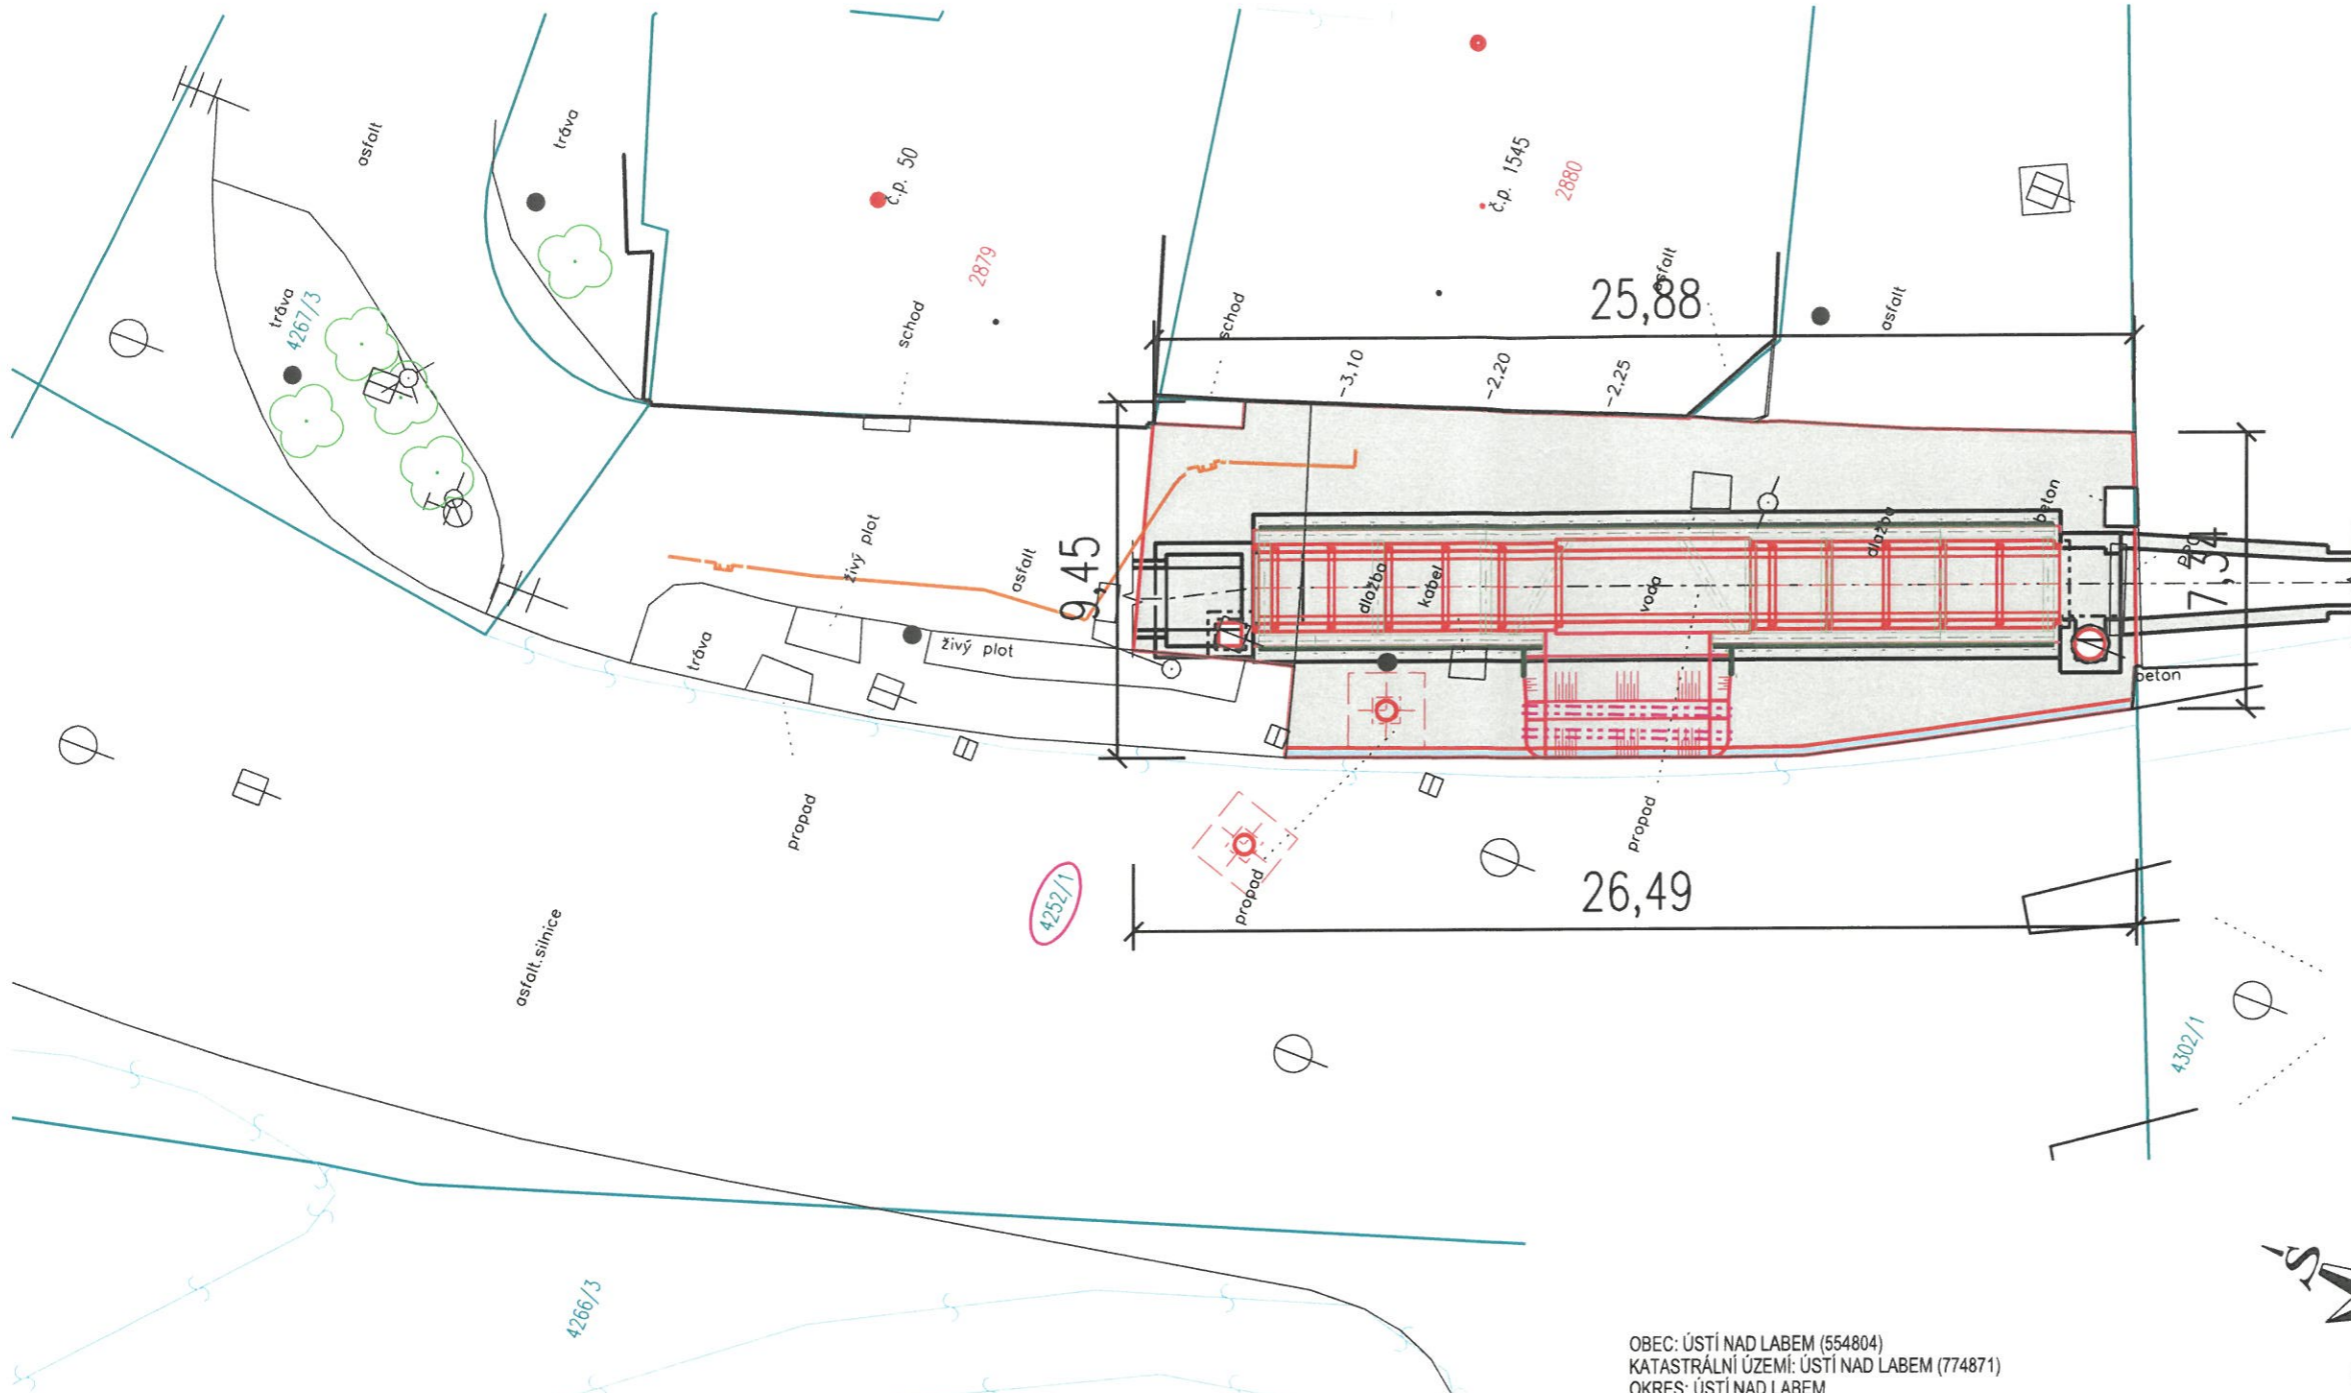 asfalt
tráva
č.p. 50
č.p. 1545
2880
2879
tráva
4267/3
schod
schod
asfalt
25,88
asfalt
-3,10
-2,20
-2,25
živý plot
asfalt
9,45
dlažba
kabel
voda
dlažba
beton
7,34
tráva
živý plot
beton
propad
propad
propad
4252/1
26,49
asfalt.silnice
4302/1
4266/3
S
OBEC: ÚSTÍ NAD LABEM (554804)
KATASTRÁLNÍ ÚZEMÍ: ÚSTÍ NAD LABEM (774871)
OKRES: ÚSTÍ NAD LABEM